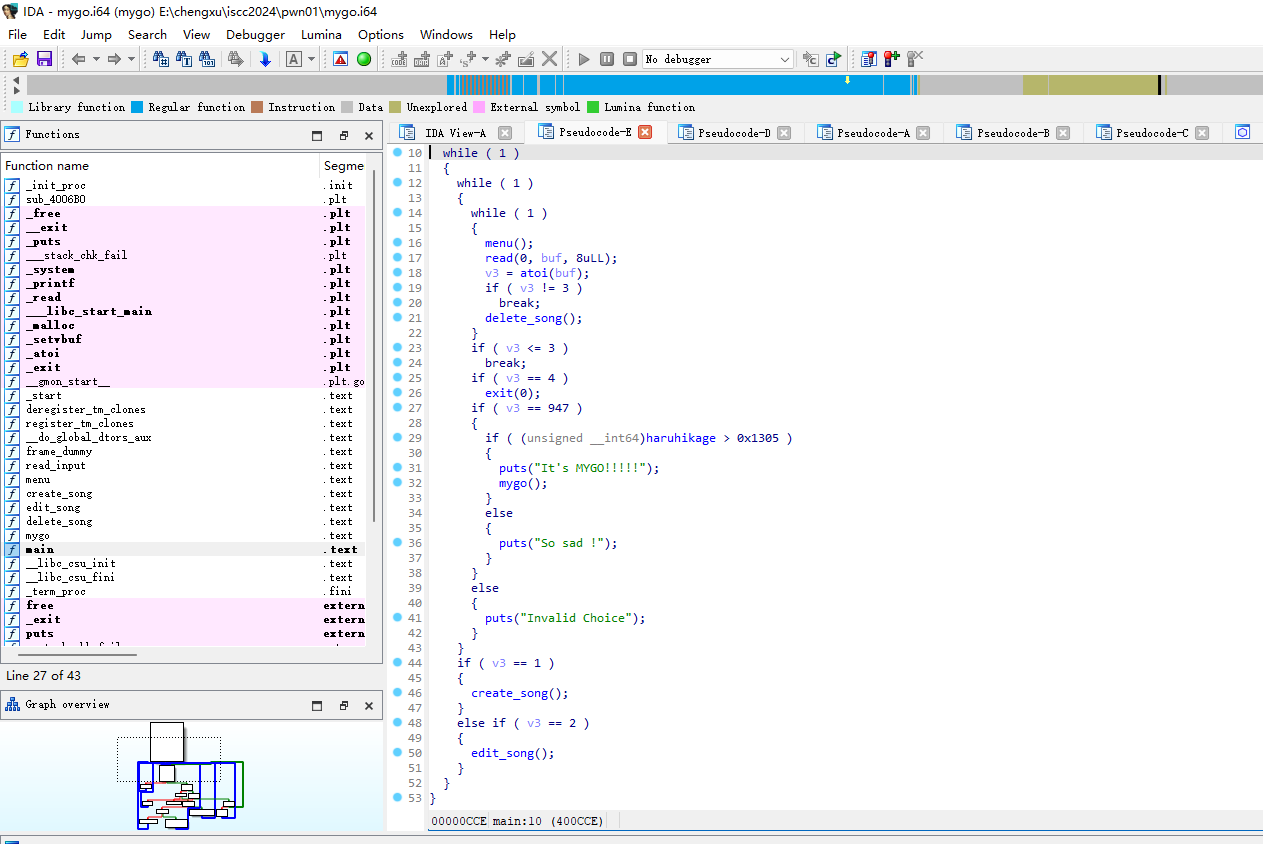 IDA - mygo.i64 (mygo) E:\chengxu\iscc2024\pwn01\mygo.i64
File Edit Jump Search View Debugger Lumina Options Windows Help
No debugger
Library function Regular function Instruction Data Unexplored External symbol Lumina function
Functions
Function name Segme
_init_proc .init
sub_4006B0 .plt
_free .plt
__exit .plt
_puts .plt
___stack_chk_fail .plt
_system .plt
_printf .plt
_read .plt
___libc_start_main .plt
_malloc .plt
_setvbuf .plt
_atoi .plt
_exit .plt
__gmon_start__ .plt.go
_start .text
deregister_tm_clones .text
register_tm_clones .text
__do_global_dtors_aux .text
frame_dummy .text
read_input .text
menu .text
create_song .text
edit_song .text
delete_song .text
mygo .text
main .text
__libc_csu_init .text
__libc_csu_fini .text
_term_proc .fini
free extern
_exit extern
puts extern
Line 27 of 43
Graph overview
IDA View-A Pseudocode-E Pseudocode-D Pseudocode-A Pseudocode-B Pseudocode-C
10 while ( 1 )
11 {
12 while ( 1 )
13 {
14 while ( 1 )
15 {
16 menu();
17 read(0, buf, 8uLL);
18 v3 = atoi(buf);
19 if ( v3 != 3 )
20 break;
21 delete_song();
22 }
23 if ( v3 <= 3 )
24 break;
25 if ( v3 == 4 )
26 exit(0);
27 if ( v3 == 947 )
28 {
29 if ( (unsigned __int64)haruhikage > 0x1305 )
30 {
31 puts("It's MYGO!!!!!");
32 mygo();
33 }
34 else
35 {
36 puts("So sad !");
37 }
38 }
39 else
40 {
41 puts("Invalid Choice");
42 }
43 }
44 if ( v3 == 1 )
45 {
46 create_song();
47 }
48 else if ( v3 == 2 )
49 {
50 edit_song();
51 }
52 }
53 }
00000CCE main:10 (400CCE)